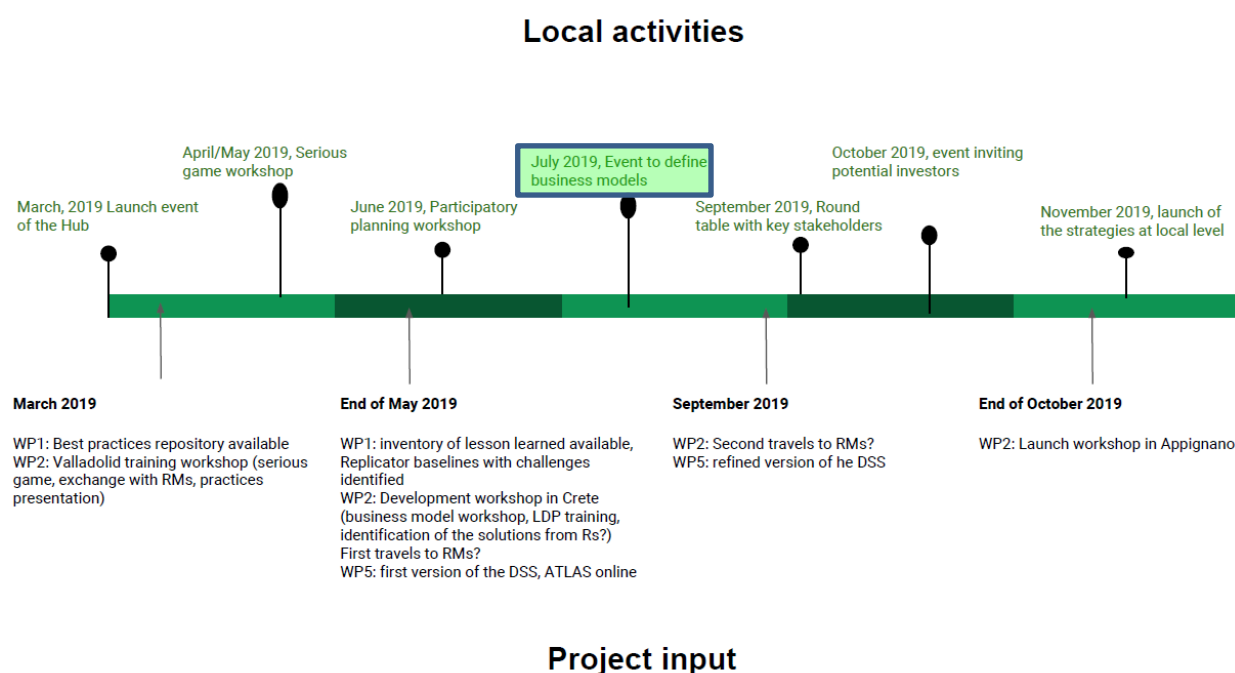 Local activities
March, 2019 Launch event
of the Hub
April/May 2019, Serious
game workshop
June 2019, Participatory
planning workshop
July 2019, Event to define
business models
September 2019, Round
table with key stakeholders
October 2019, event inviting
potential investors
November 2019, launch of
the strategies at local level
March 2019
WP1: Best practices repository available
WP2: Valladolid training workshop (serious
game, exchange with RMs, practices
presentation)
End of May 2019
WP1: inventory of lesson learned available,
Replicator baselines with challenges
identified
WP2: Development workshop in Crete
(business model workshop, LDP training,
identification of the solutions from Rs?)
First travels to RMs?
WP5: first version of the DSS, ATLAS online
September 2019
WP2: Second travels to RMs?
WP5: refined version of he DSS
End of October 2019
WP2: Launch workshop in Appignano
Project input